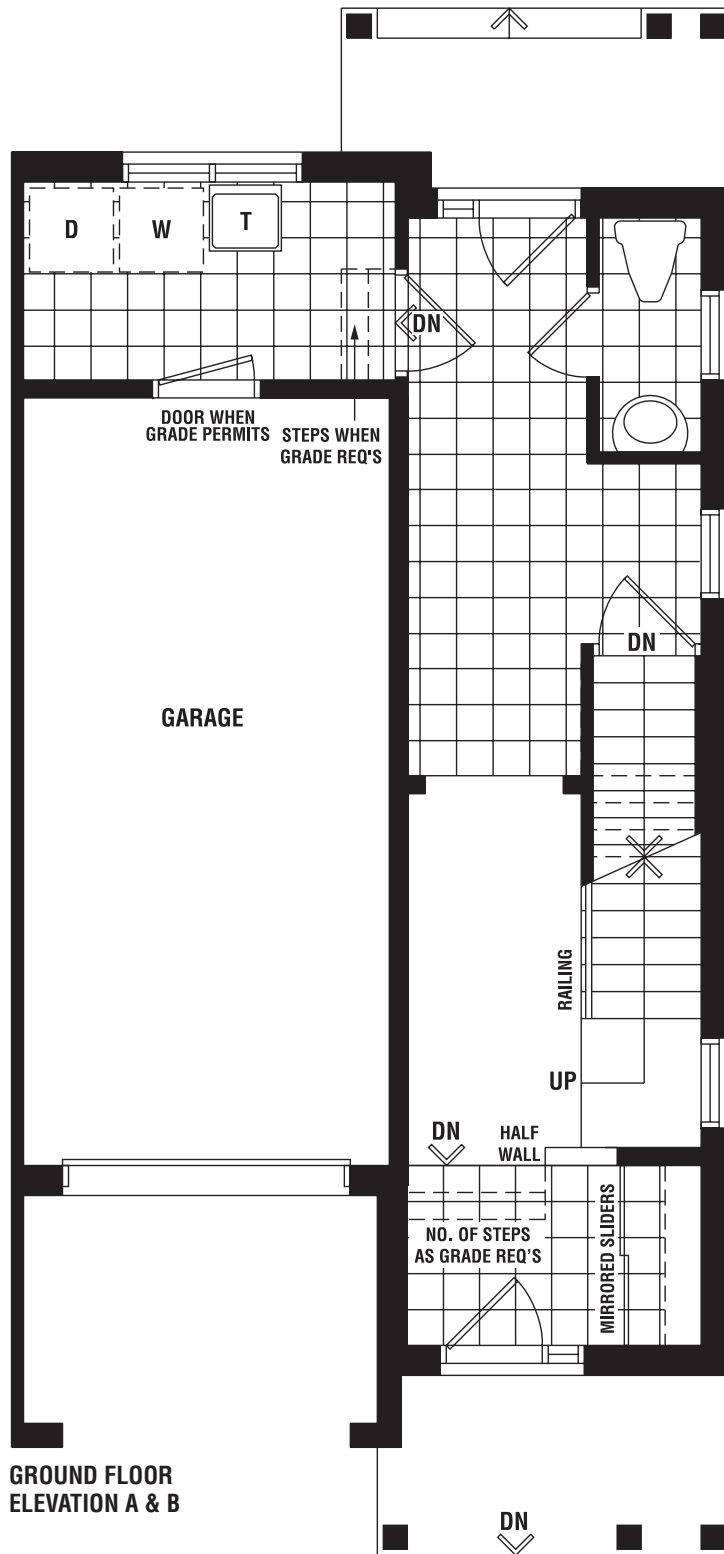 D
W
T
DN
DOOR WHEN
GRADE PERMITS
STEPS WHEN
GRADE REQ'S
DN
GARAGE
RAILING
UP
DN
HALF
WALL
NO. OF STEPS
AS GRADE REQ'S
MIRRORED SLIDERS
GROUND FLOOR
ELEVATION A & B
DN